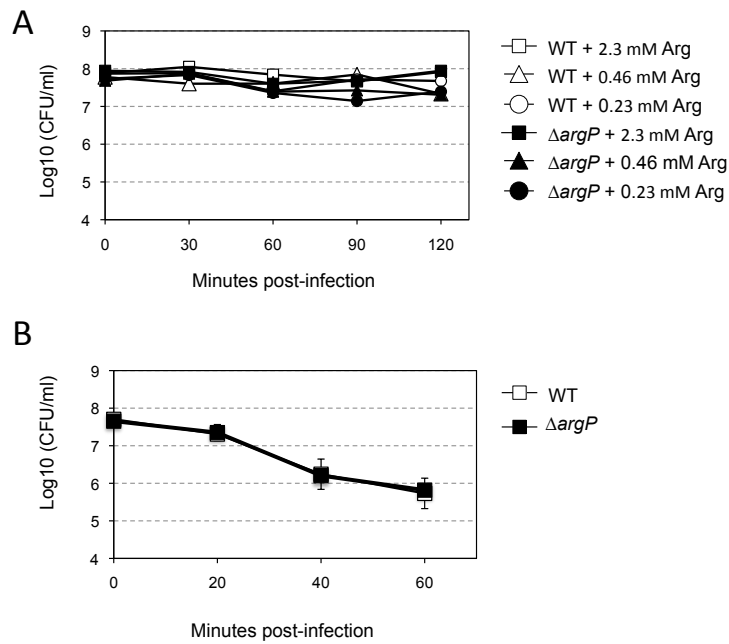 A
Log10 (CFU/ml)
9
8
7
6
5
4
0 30 60 90 120
Minutes post-infection
WT + 2.3 mM Arg
WT + 0.46 mM Arg
WT + 0.23 mM Arg
ΔargP + 2.3 mM Arg
ΔargP + 0.46 mM Arg
ΔargP + 0.23 mM Arg
B
Log10 (CFU/ml)
9
8
7
6
5
4
0 20 40 60
Minutes post-infection
WT
ΔargP